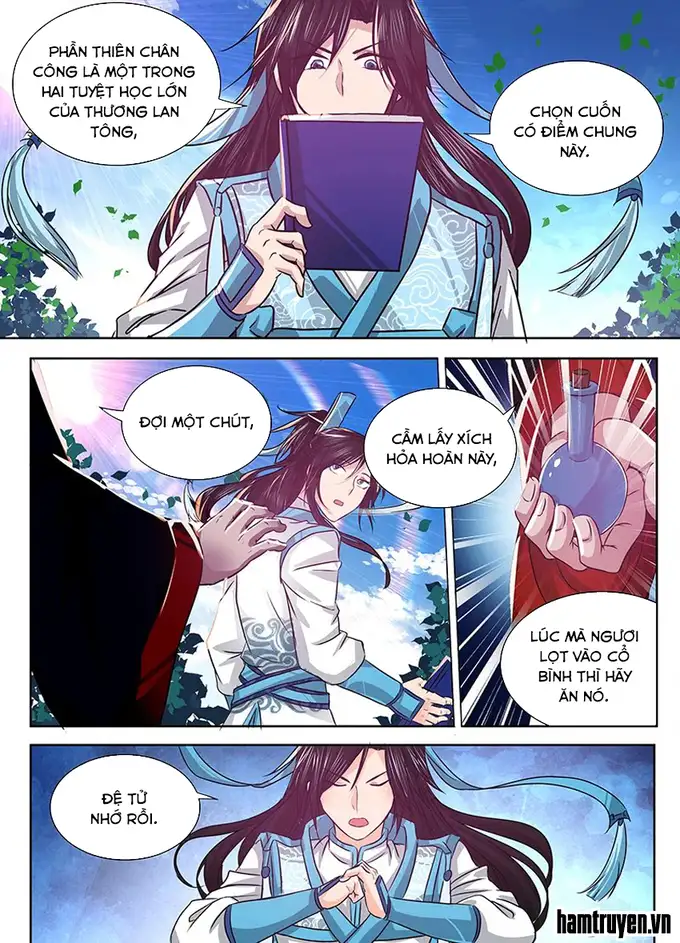 PHẦN THIÊN CHÂN
CÔNG LÀ MỘT TRONG
HAI TUYỆT HỌC LỚN
CỦA THƯƠNG LAN
TÔNG,
CHỌN CUỐN
CÓ ĐIỂM CHUNG
NÀY.
ĐỢI MỘT CHÚT,
CẦM LẤY XÍCH
HỎA HOÀN NÀY,
LÚC MÀ NGƯƠI
LỌT VÀO CỔ
BÌNH THÌ HÃY
ĂN NÓ.
ĐỆ TỬ
NHỚ RỒI.
hamtruyen.vn